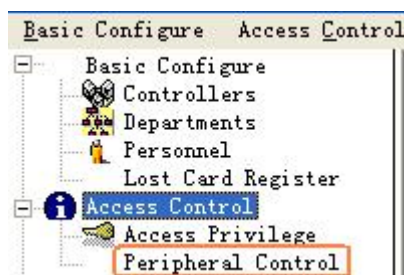 Basic Configure Access Control
Basic Configure
Controllers
Departments
Personnel
Lost Card Register
Access Control
Access Privilege
Peripheral Control